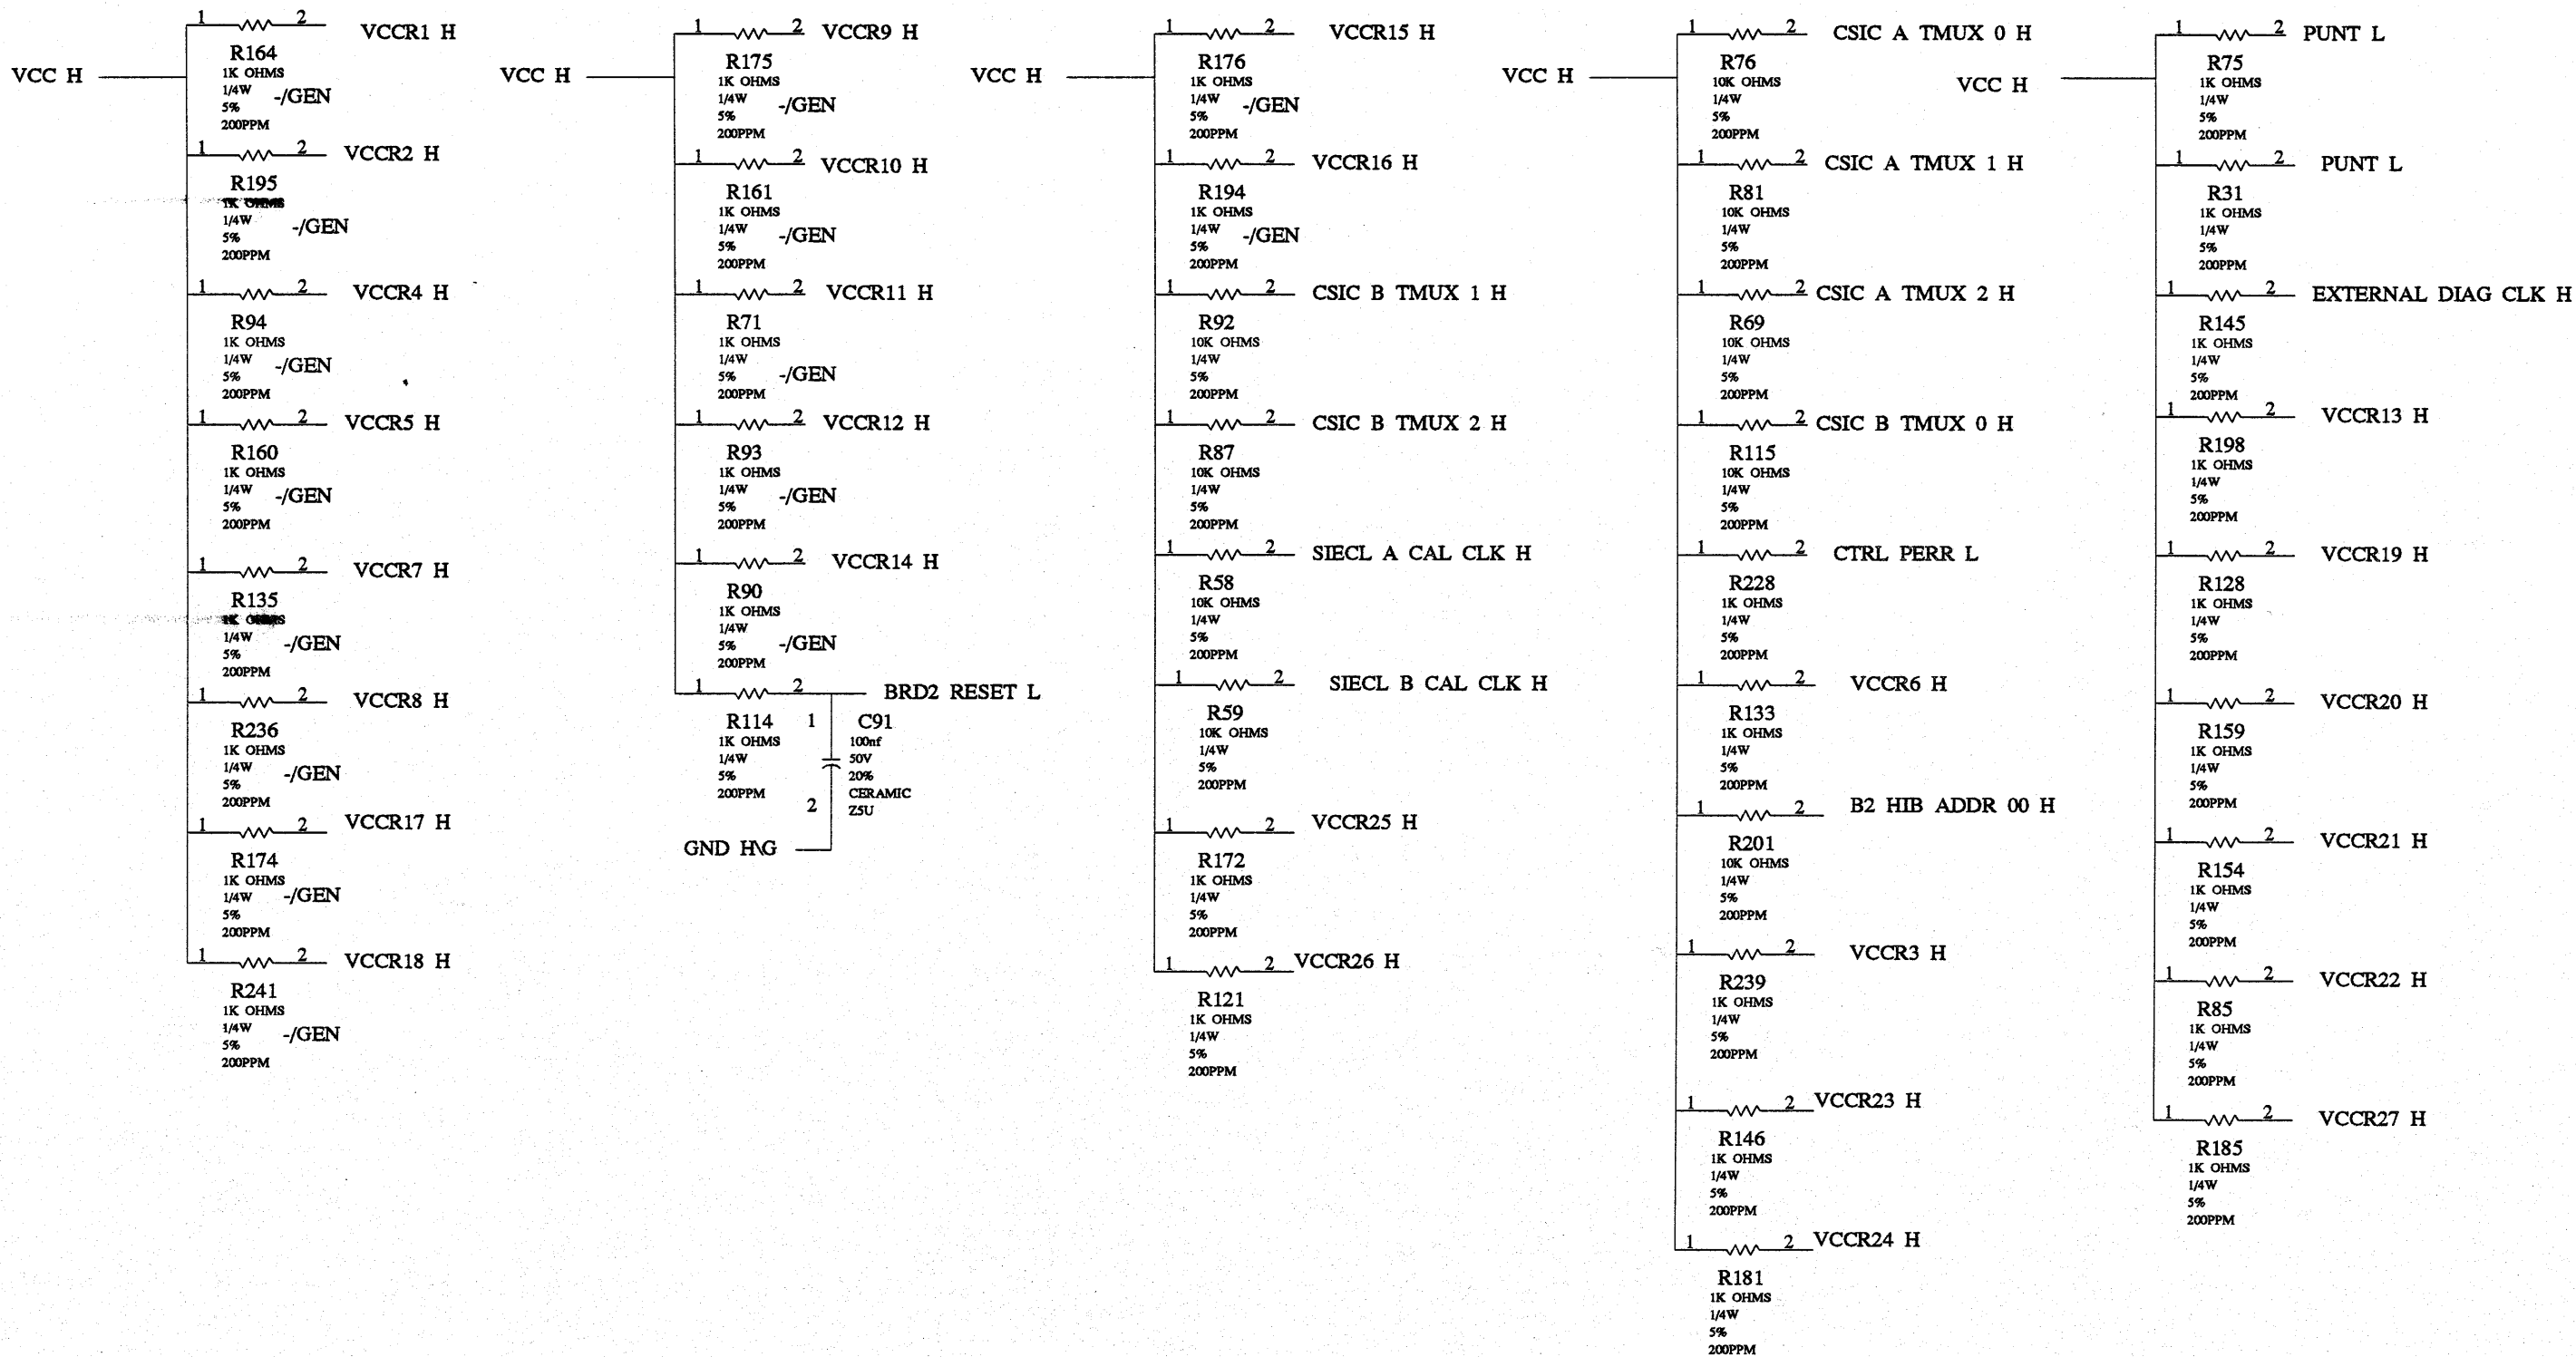 VCC H
1 2 VCCR1 H
R164
1K OHMS
1/4W -/GEN
5%
200PPM
1 2 VCCR2 H
R195
1K OHMS
1/4W -/GEN
5%
200PPM
1 2 VCCR4 H
R94
1K OHMS
1/4W -/GEN
5%
200PPM
1 2 VCCR5 H
R160
1K OHMS
1/4W -/GEN
5%
200PPM
1 2 VCCR7 H
R135
1K OHMS
1/4W -/GEN
5%
200PPM
1 2 VCCR8 H
R236
1K OHMS
1/4W -/GEN
5%
200PPM
1 2 VCCR17 H
R174
1K OHMS
1/4W -/GEN
5%
200PPM
1 2 VCCR18 H
R241
1K OHMS
1/4W -/GEN
5%
200PPM
VCC H
1 2 VCCR9 H
R175
1K OHMS
1/4W -/GEN
5%
200PPM
1 2 VCCR10 H
R161
1K OHMS
1/4W -/GEN
5%
200PPM
1 2 VCCR11 H
R71
1K OHMS
1/4W
5% -/GEN
200PPM
1 2 VCCR12 H
R93
1K OHMS
1/4W -/GEN
5%
200PPM
1 2 VCCR14 H
R90
1K OHMS
1/4W
5% -/GEN
200PPM
1 2 BRD2 RESET L
R114
1K OHMS
1/4W
5%
200PPM
1 C91
100nf
50V
20%
CERAMIC
2 Z5U
GND H\G
VCC H
1 2 VCCR15 H
R176
1K OHMS
1/4W -/GEN
5%
200PPM
1 2 VCCR16 H
R194
1K OHMS
1/4W -/GEN
5%
200PPM
1 2 CSIC B TMUX 1 H
R92
10K OHMS
1/4W
5%
200PPM
1 2 CSIC B TMUX 2 H
R87
10K OHMS
1/4W
5%
200PPM
1 2 SIECL A CAL CLK H
R58
10K OHMS
1/4W
5%
200PPM
1 2 SIECL B CAL CLK H
R59
10K OHMS
1/4W
5%
200PPM
1 2 VCCR25 H
R172
1K OHMS
1/4W
5%
200PPM
1 2 VCCR26 H
R121
1K OHMS
1/4W
5%
200PPM
VCC H
1 2 CSIC A TMUX 0 H
R76
10K OHMS
1/4W
5%
200PPM
1 2 CSIC A TMUX 1 H
R81
10K OHMS
1/4W
5%
200PPM
1 2 CSIC A TMUX 2 H
R69
10K OHMS
1/4W
5%
200PPM
1 2 CSIC B TMUX 0 H
R115
10K OHMS
1/4W
5%
200PPM
1 2 CTRL PERR L
R228
1K OHMS
1/4W
5%
200PPM
1 2 VCCR6 H
R133
1K OHMS
1/4W
5%
200PPM
1 2 B2 HIB ADDR 00 H
R201
10K OHMS
1/4W
5%
200PPM
1 2 VCCR3 H
R239
1K OHMS
1/4W
5%
200PPM
1 2 VCCR23 H
R146
1K OHMS
1/4W
5%
200PPM
1 2 VCCR24 H
R181
1K OHMS
1/4W
5%
200PPM
VCC H
1 2 PUNT L
R75
1K OHMS
1/4W
5%
200PPM
1 2 PUNT L
R31
1K OHMS
1/4W
5%
200PPM
1 2 EXTERNAL DIAG CLK H
R145
1K OHMS
1/4W
5%
200PPM
1 2 VCCR13 H
R198
1K OHMS
1/4W
5%
200PPM
1 2 VCCR19 H
R128
1K OHMS
1/4W
5%
200PPM
1 2 VCCR20 H
R159
1K OHMS
1/4W
5%
200PPM
1 2 VCCR21 H
R154
1K OHMS
1/4W
5%
200PPM
1 2 VCCR22 H
R85
1K OHMS
1/4W
5%
200PPM
1 2 VCCR27 H
R185
1K OHMS
1/4W
5%
200PPM